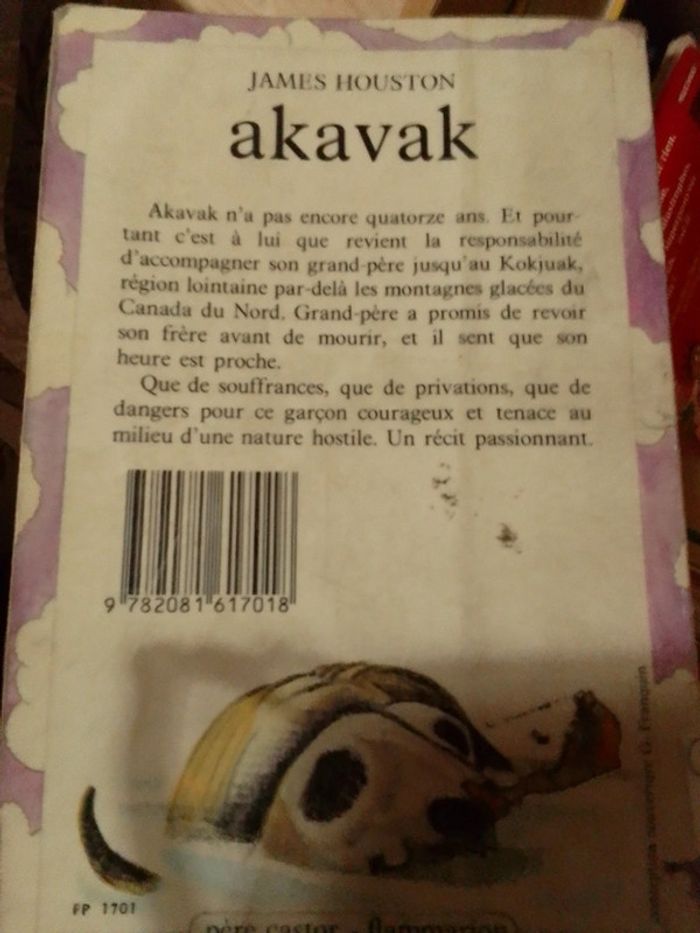 JAMES HOUSTON
akavak
Akavak n'a pas encore quatorze ans. Et pour-
tant c'est à lui que revient la responsabilité
d'accompagner son grand-père jusqu'au Kokjuak,
région lointaine par-delà les montagnes glacées du
Canada du Nord. Grand-père a promis de revoir
son frère avant de mourir, et il sent que son
heure est proche.
Que de souffrances, que de privations, que de
dangers pour ce garçon courageux et tenace au
milieu d'une nature hostile. Un récit passionnant.
9 782081 617018
G. Franquin
FP 1701
père castor - flammarion
rien.